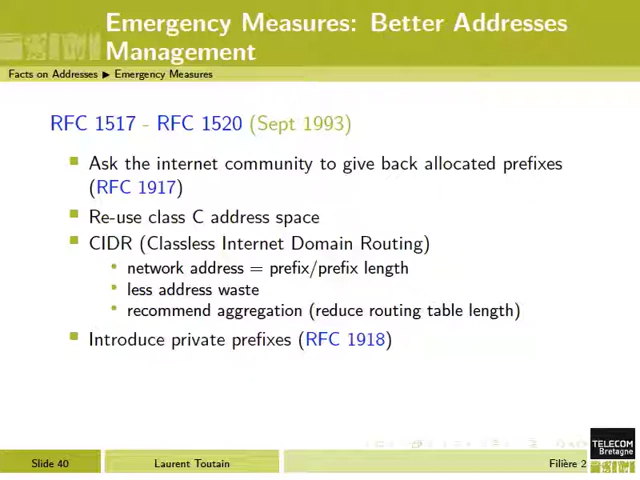 Emergency Measures: Better Addresses
Management
Facts on Addresses ▶ Emergency Measures
RFC 1517 - RFC 1520 (Sept 1993)
Ask the internet community to give back allocated prefixes
(RFC 1917)
Re-use class C address space
CIDR (Classless Internet Domain Routing)
network address = prefix/prefix length
less address waste
recommend aggregation (reduce routing table length)
Introduce private prefixes (RFC 1918)
TELECOM
Bretagne
Slide 40 Laurent Toutain Filière 2